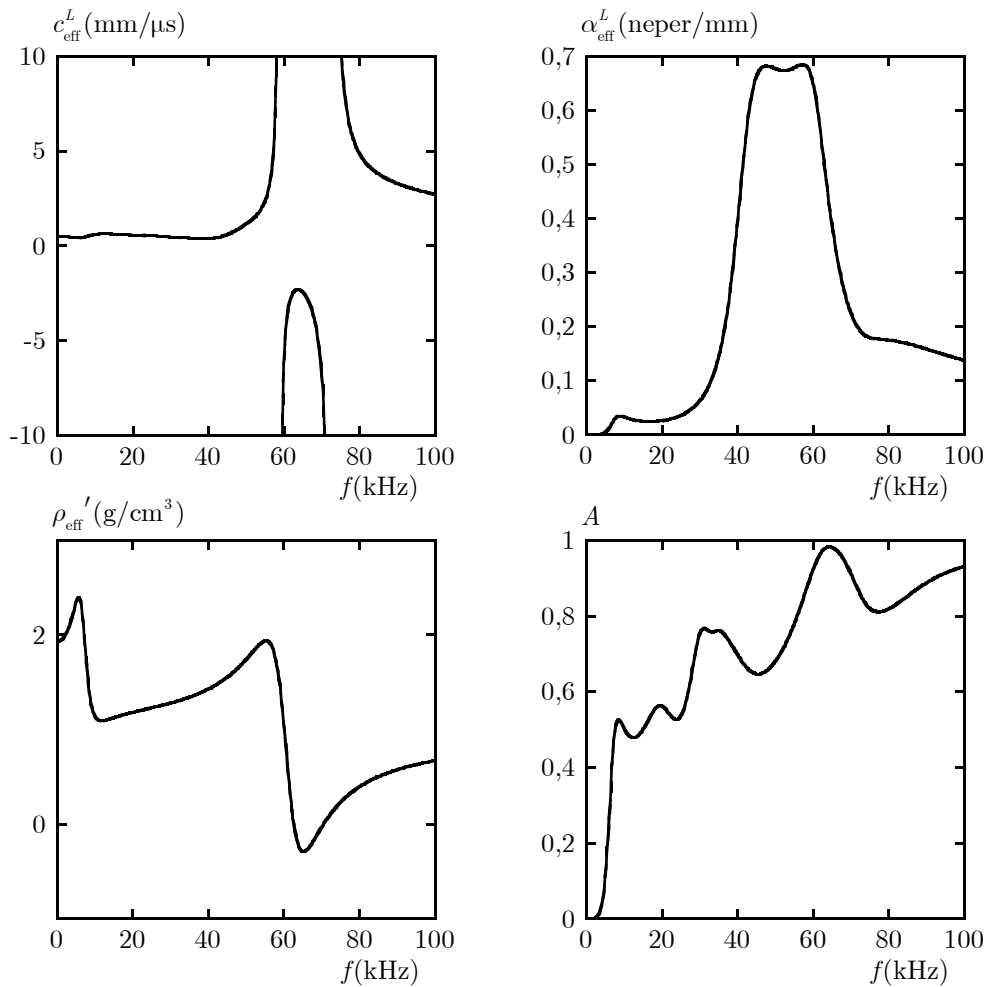 c_eff^L (mm/μs)
10
5
0
-5
-10
0 20 40 60 80 100
f(kHz)
α_eff^L (neper/mm)
0,7
0,6
0,5
0,4
0,3
0,2
0,1
0
0 20 40 60 80 100
f(kHz)
ρ_eff′ (g/cm³)
2
1
0
0 20 40 60 80 100
f(kHz)
A
1
0,8
0,6
0,4
0,2
0
0 20 40 60 80 100
f(kHz)